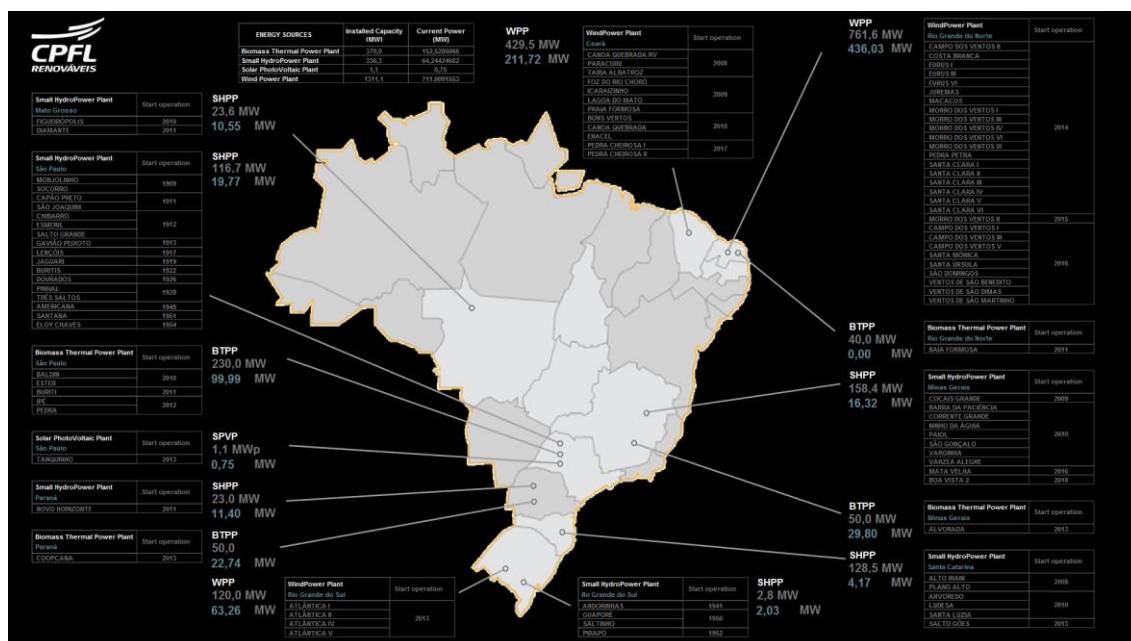 CPFL
RENOVÁVEIS
ENERGY SOURCES Installed Capacity (MW) Current Power (MW)
Biomass Thermal Power Plant 370,0
Small HydroPower Plant 336,3 64,24424682
Solar PhotoVoltaic Plant 1,1 0,75
Wind Power Plant 1311,1
WPP
429,5 MW
211,72 MW
WindPower Plant Start operation
Ceará
CANOA QUEBRADA RV
PARACURU 2008
TAIBA ALBATROZ
FOZ DO RIO CHORÓ
ICARAIZINHO 2009
LAGOA DO MATO
PRAIA FORMOSA
BONS VENTOS
CANOA QUEBRADA 2010
ENACEL
PEDRA CHEIROSA I 2017
PEDRA CHEIROSA II
WPP
761,6 MW
436,03 MW
WindPower Plant Start operation
Rio Grande do Norte
CAMPO DOS VENTOS II
COSTA BRANCA
EURUS I
EURUS III
EURUS VI
JUREMAS
MACACOS
MORRO DOS VENTOS I
MORRO DOS VENTOS III
MORRO DOS VENTOS IV 2014
MORRO DOS VENTOS VI
MORRO DOS VENTOS IX
PEDRA PETRA
SANTA CLARA I
SANTA CLARA II
SANTA CLARA III
SANTA CLARA IV
SANTA CLARA V
SANTA CLARA VI
MORRO DOS VENTOS II 2015
CAMPO DOS VENTOS I
CAMPO DOS VENTOS III
CAMPO DOS VENTOS V
SANTA MÔNICA
SANTA ÚRSULA 2016
SÃO DOMINGOS
VENTOS DE SÃO BENEDITO
VENTOS DE SÃO DIMAS
VENTOS DE SÃO MARTINHO
Small HydroPower Plant Start operation
Mato Grosso
FIGUEIRÓPOLIS 2010
DIAMANTE 2011
SHPP
23,6 MW
10,55 MW
Small HydroPower Plant Start operation
São Paulo
MONJOLINHO 1909
SOCORRO
CAPÃO PRETO 1911
SÃO JOAQUIM
CHIBARRO
ESMERIL 1912
SALTO GRANDE
GAVIÃO PEIXOTO 1913
LENÇÓIS 1917
JAGUARI 1919
BURITIS 1922
DOURADOS 1926
PINHAL 1928
TRÊS SALTOS
AMERICANA 1949
SANTANA 1951
ELOY CHAVES 1954
SHPP
116,7 MW
19,77 MW
Biomass Thermal Power Plant Start operation
São Paulo
BALDIN 2010
ESTER
BURITI 2011
IPÊ 2012
PEDRA
BTPP
230,0 MW
99,99 MW
Solar PhotoVoltaic Plant Start operation
São Paulo
TANQUINHO 2013
SPVP
1,1 MWp
0,75 MW
Small HydroPower Plant Start operation
Paraná
NOVO HORIZONTE 2011
SHPP
23,0 MW
11,40 MW
Biomass Thermal Power Plant Start operation
Paraná
COOPCANA 2013
BTPP
50,0
22,74 MW
WPP
120,0 MW
63,26 MW
WindPower Plant Start operation
Rio Grande do Sul
ATLÂNTICA I
ATLÂNTICA II 2013
ATLÂNTICA IV
ATLÂNTICA V
Small HydroPower Plant Start operation
Rio Grande do Sul
ANDORINHAS 1941
GUAPORÉ 1950
SALTINHO
PIRAPÓ 1952
SHPP
2,8 MW
2,03 MW
BTPP
40,0 MW
0,00 MW
Biomass Thermal Power Plant Start operation
Rio Grande do Norte
BAÍA FORMOSA 2011
SHPP
158,4 MW
16,32 MW
Small HydroPower Plant Start operation
Minas Gerais
COCAIS GRANDE 2009
BARRA DA PACIÊNCIA
CORRENTE GRANDE
NINHO DA ÁGUIA
PAIOL 2010
SÃO GONÇALO
VARGINHA
VARZEA ALEGRE
MATA VELHA 2016
BOA VISTA 2 2018
BTPP
50,0 MW
29,80 MW
Biomass Thermal Power Plant Start operation
Minas Gerais
ALVORADA 2013
SHPP
128,5 MW
4,17 MW
Small HydroPower Plant Start operation
Santa Catarina
ALTO IRANI 2008
PLANO ALTO
ARVOREDO
LUDESA 2010
SANTA LUZIA
SALTO GÓES 2013